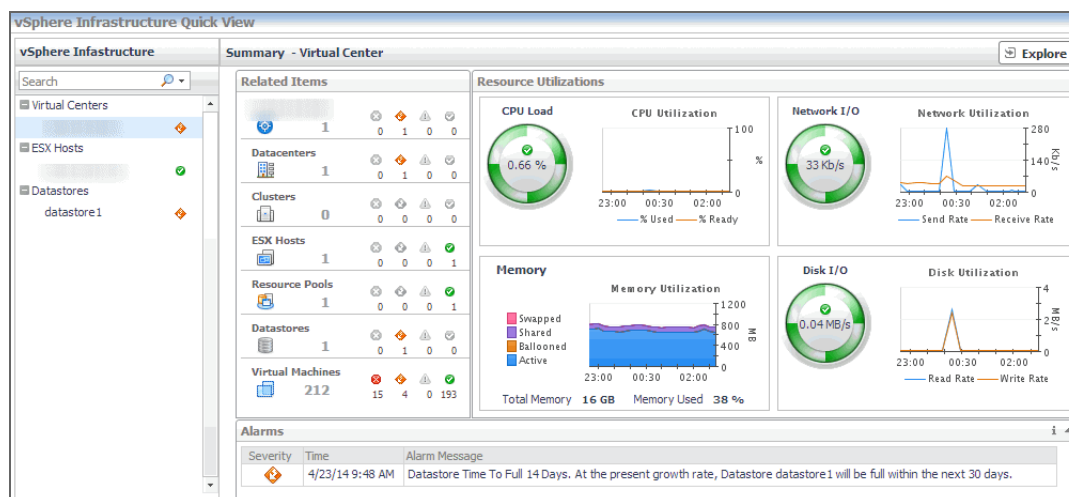 vSphere Infrastructure Quick View
vSphere Infastructure
Search
Virtual Centers
ESX Hosts
Datastores
datastore1
Summary - Virtual Center
Explore
Related Items
1
0 1 0 0
Datacenters
1
0 1 0 0
Clusters
0
0 0 0 0
ESX Hosts
1
0 0 0 1
Resource Pools
1
0 0 0 1
Datastores
1
0 1 0 0
Virtual Machines
212
15 4 0 193
Resource Utilizations
CPU Load
0.66 %
CPU Utilization
100
%
0
23:00 00:30 02:00
% Used % Ready
Network I/O
33 Kb/s
Network Utilization
280
140
0
Kb/s
23:00 00:30 02:00
Send Rate Receive Rate
Memory
Memory Utilization
Swapped
Shared
Ballooned
Active
1200
800
400
0
MB
23:00 00:30 02:00
Total Memory 16 GB Memory Used 38 %
Disk I/O
0.04 MB/s
Disk Utilization
4
2
0
MB/s
23:00 00:30 02:00
Read Rate Write Rate
Alarms
Severity Time Alarm Message
4/23/14 9:48 AM Datastore Time To Full 14 Days. At the present growth rate, Datastore datastore1 will be full within the next 30 days.